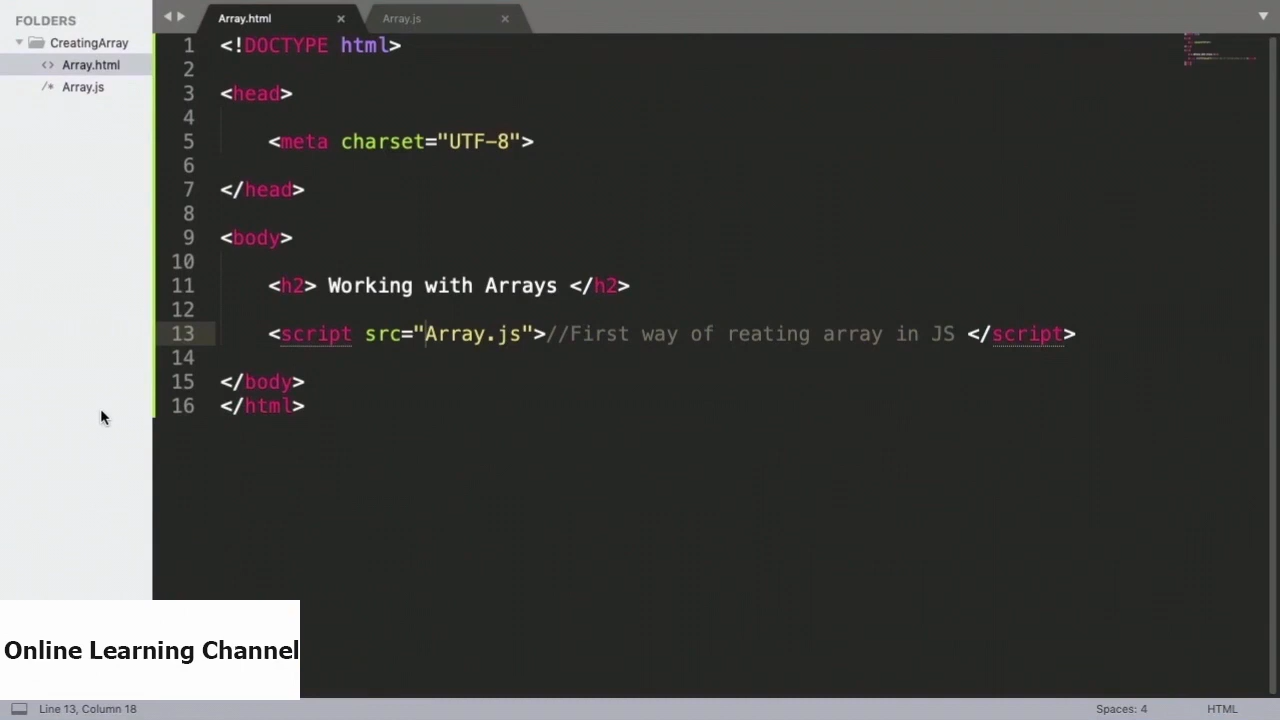 FOLDERS
CreatingArray
<> Array.html
/* Array.js
Array.html ×
Array.js ×
1 <!DOCTYPE html>
2
3 <head>
4
5 <meta charset="UTF-8">
6
7 </head>
8
9 <body>
10
11 <h2> Working with Arrays </h2>
12
13 <script src="Array.js">//First way of reating array in JS </script>
14
15 </body>
16 </html>
Online Learning Channel
Line 13, Column 18
Spaces: 4
HTML